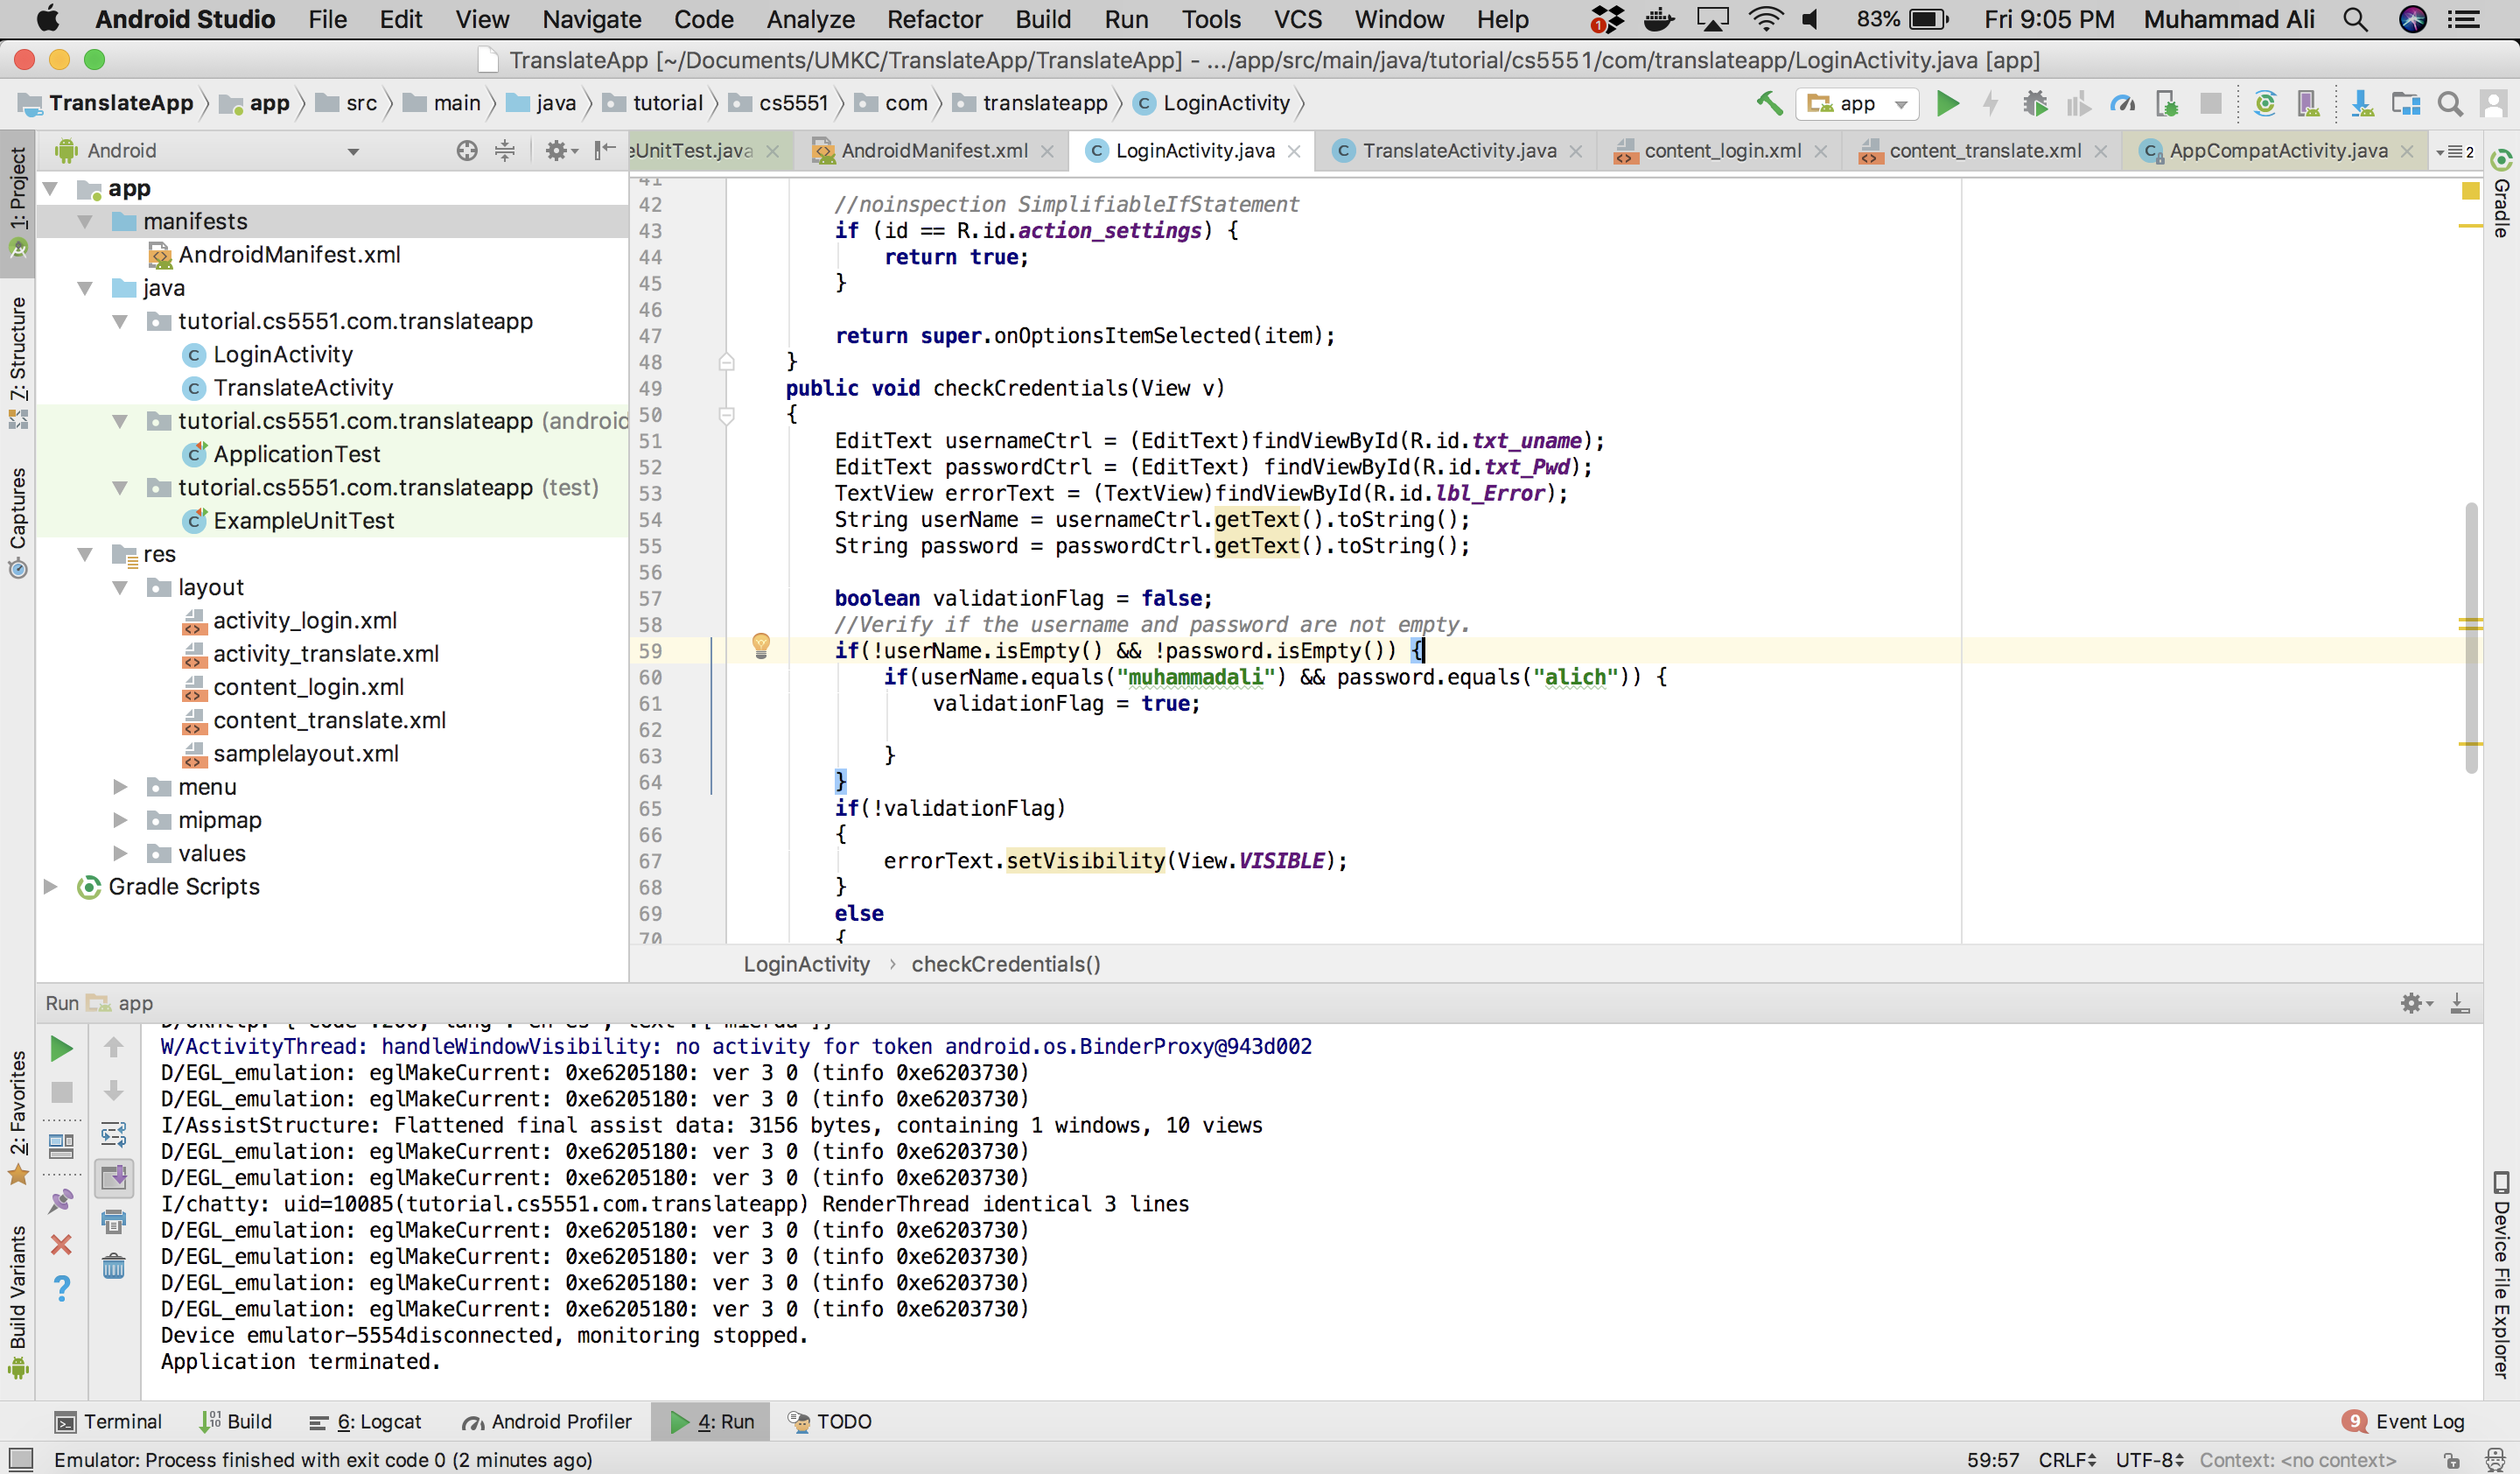 Android Studio File Edit View Navigate Code Analyze Refactor Build Run Tools VCS Window Help 1 83% Fri 9:05 PM Muhammad Ali
TranslateApp [~/Documents/UMKC/TranslateApp/TranslateApp] - .../app/src/main/java/tutorial/cs5551/com/translateapp/LoginActivity.java [app]
TranslateApp app src main java tutorial cs5551 com translateapp LoginActivity app
Android
eUnitTest.java AndroidManifest.xml LoginActivity.java TranslateActivity.java content_login.xml content_translate.xml AppCompatActivity.java 2
1: Project
7: Structure
Captures
2: Favorites
Build Variants
app
manifests
AndroidManifest.xml
java
tutorial.cs5551.com.translateapp
LoginActivity
TranslateActivity
tutorial.cs5551.com.translateapp (android
ApplicationTest
tutorial.cs5551.com.translateapp (test)
ExampleUnitTest
res
layout
activity_login.xml
activity_translate.xml
content_login.xml
content_translate.xml
samplelayout.xml
menu
mipmap
values
Gradle Scripts
41
42 //noinspection SimplifiableIfStatement
43 if (id == R.id.action_settings) {
44 return true;
45 }
46
47 return super.onOptionsItemSelected(item);
48 }
49 public void checkCredentials(View v)
50 {
51 EditText usernameCtrl = (EditText)findViewById(R.id.txt_uname);
52 EditText passwordCtrl = (EditText) findViewById(R.id.txt_Pwd);
53 TextView errorText = (TextView)findViewById(R.id.lbl_Error);
54 String userName = usernameCtrl.getText().toString();
55 String password = passwordCtrl.getText().toString();
56
57 boolean validationFlag = false;
58 //Verify if the username and password are not empty.
59 if(!userName.isEmpty() && !password.isEmpty()) {
60 if(userName.equals("muhammadali") && password.equals("alich")) {
61 validationFlag = true;
62
63 }
64 }
65 if(!validationFlag)
66 {
67 errorText.setVisibility(View.VISIBLE);
68 }
69 else
70 {
LoginActivity › checkCredentials()
Gradle
Device File Explorer
Run app
W/ActivityThread: handleWindowVisibility: no activity for token android.os.BinderProxy@943d002
D/EGL_emulation: eglMakeCurrent: 0xe6205180: ver 3 0 (tinfo 0xe6203730)
D/EGL_emulation: eglMakeCurrent: 0xe6205180: ver 3 0 (tinfo 0xe6203730)
I/AssistStructure: Flattened final assist data: 3156 bytes, containing 1 windows, 10 views
D/EGL_emulation: eglMakeCurrent: 0xe6205180: ver 3 0 (tinfo 0xe6203730)
D/EGL_emulation: eglMakeCurrent: 0xe6205180: ver 3 0 (tinfo 0xe6203730)
I/chatty: uid=10085(tutorial.cs5551.com.translateapp) RenderThread identical 3 lines
D/EGL_emulation: eglMakeCurrent: 0xe6205180: ver 3 0 (tinfo 0xe6203730)
D/EGL_emulation: eglMakeCurrent: 0xe6205180: ver 3 0 (tinfo 0xe6203730)
D/EGL_emulation: eglMakeCurrent: 0xe6205180: ver 3 0 (tinfo 0xe6203730)
D/EGL_emulation: eglMakeCurrent: 0xe6205180: ver 3 0 (tinfo 0xe6203730)
Device emulator-5554disconnected, monitoring stopped.
Application terminated.
Terminal Build 6: Logcat Android Profiler 4: Run TODO 9 Event Log
Emulator: Process finished with exit code 0 (2 minutes ago) 59:57 CRLF UTF-8 Context: <no context>